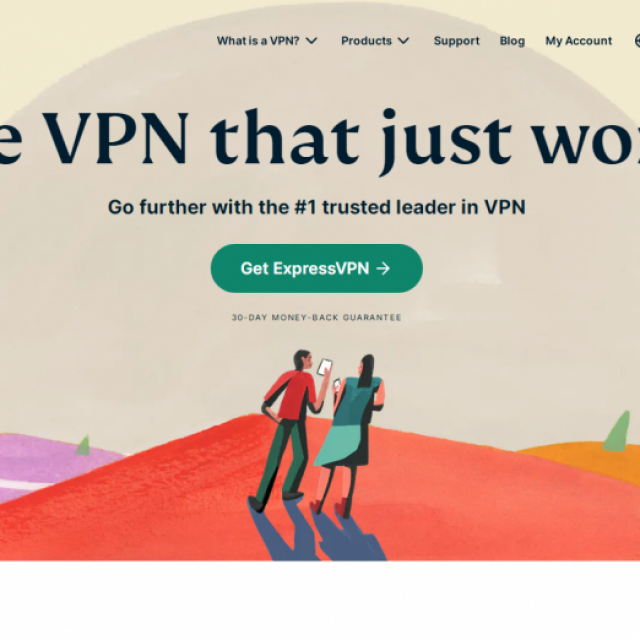 What is a VPN? Products Support Blog My Account
e VPN that just wo
Go further with the #1 trusted leader in VPN
Get ExpressVPN →
30-DAY MONEY-BACK GUARANTEE